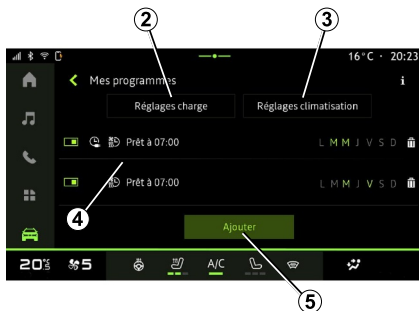 2 3
16°C · 20:23
Mes programmes i
Réglages charge Réglages climatisation
Prêt à 07:00 L M M J V S D
4 Prêt à 07:00 L M M J V S D
Ajouter
20.5 5 A/C
5